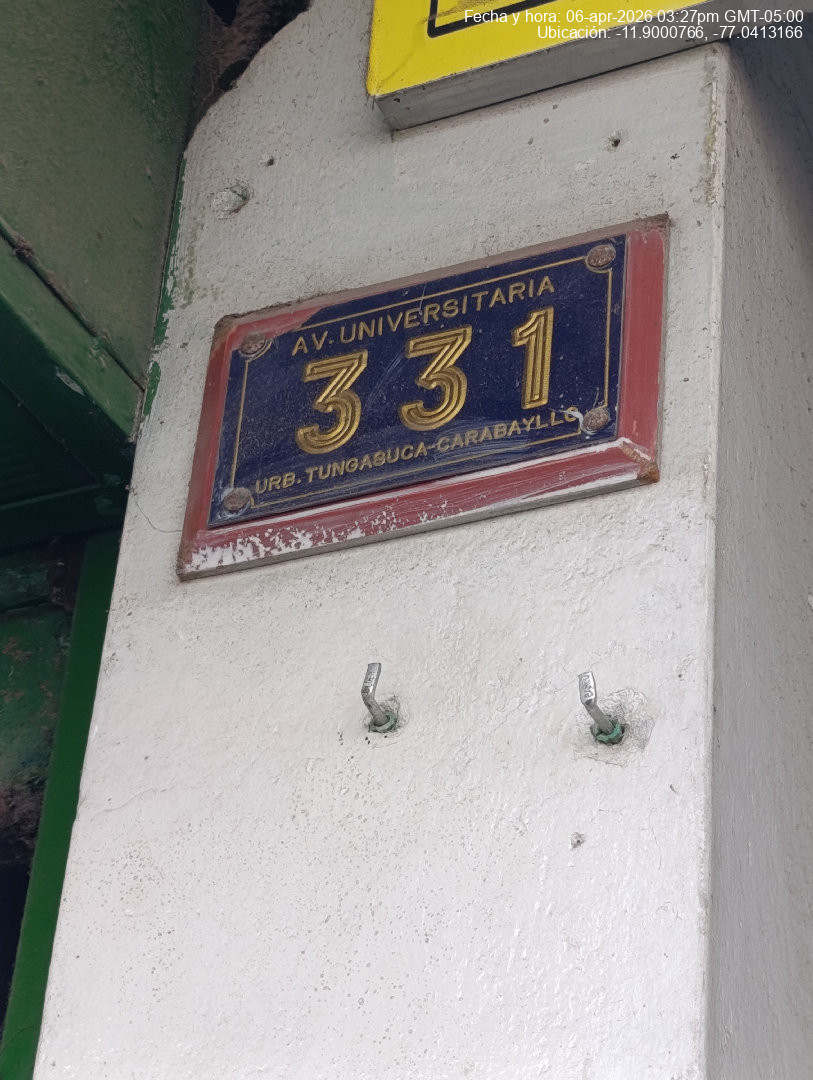 Fecha y hora: 06-apr-2026 03:27pm GMT-05:00
Ubicación: -11.9000766, -77.0413166
AV. UNIVERSITARIA
331
URB. TUNGASUCA-CARABAYLLO